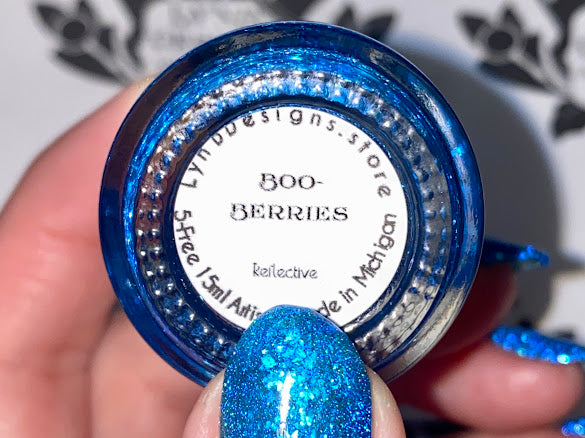 LynbDesigns.store
BOO-
BERRIES
Reflective
5-Free 15ml Arti
de in Michigan